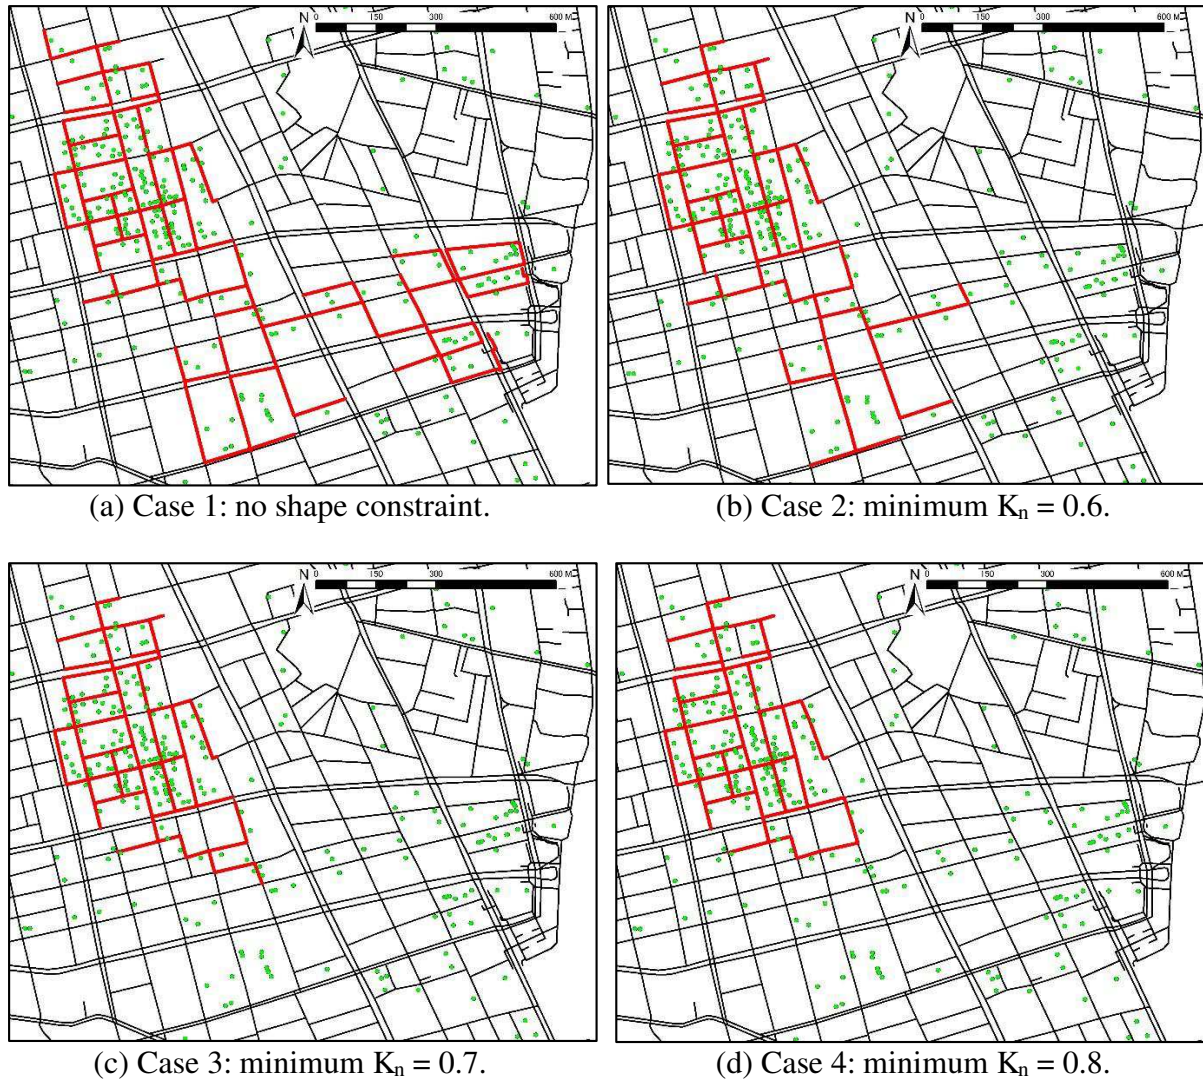 N 0 150 300 600 M
N 0 150 300 600 M
(a) Case 1: no shape constraint.
(b) Case 2: minimum Kₙ = 0.6.
N 0 150 300 600 M
N 0 150 300 600 M
(c) Case 3: minimum Kₙ = 0.7.
(d) Case 4: minimum Kₙ = 0.8.